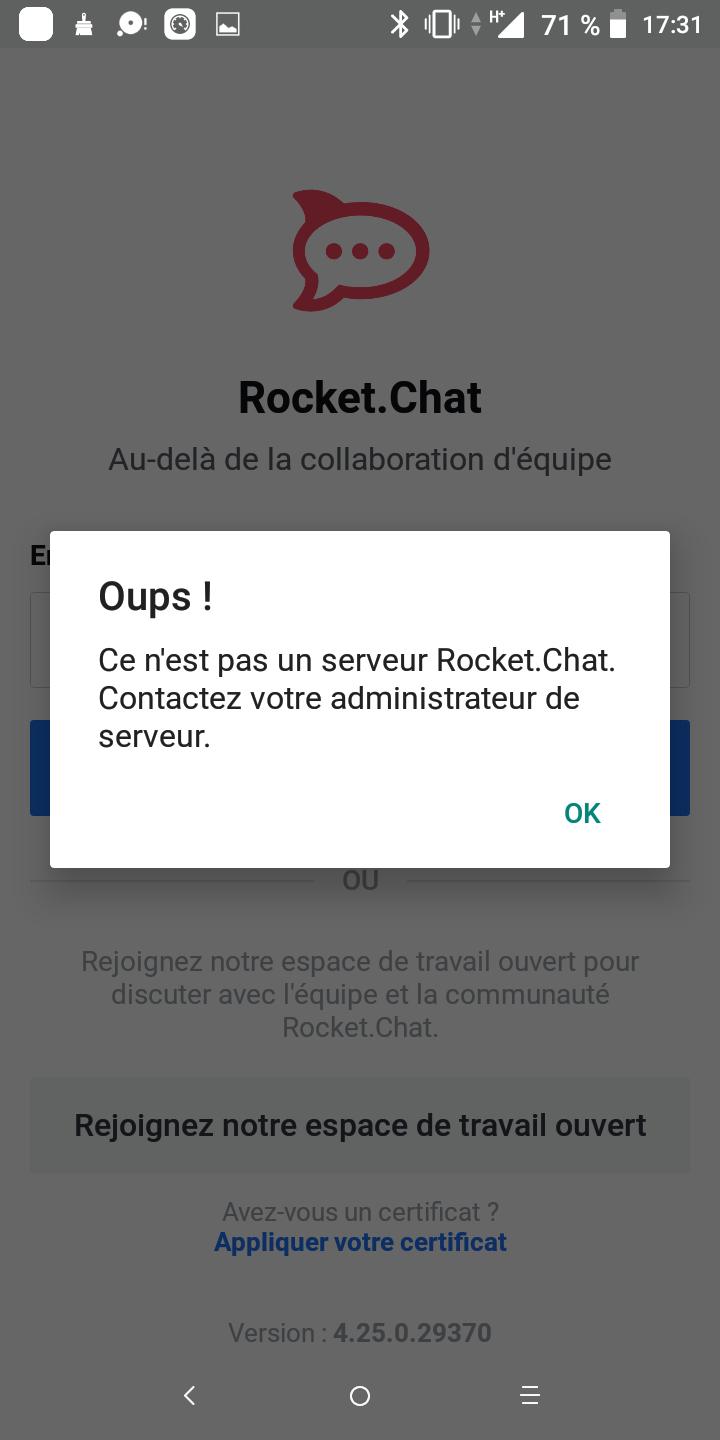 H+ 71 % 17:31
Rocket.Chat
Au-delà de la collaboration d'équipe
Oups !
Ce n'est pas un serveur Rocket.Chat.
Contactez votre administrateur de
serveur.
OK
OU
Rejoignez notre espace de travail ouvert pour
discuter avec l'équipe et la communauté
Rocket.Chat.
Rejoignez notre espace de travail ouvert
Avez-vous un certificat ?
Appliquer votre certificat
Version : 4.25.0.29370